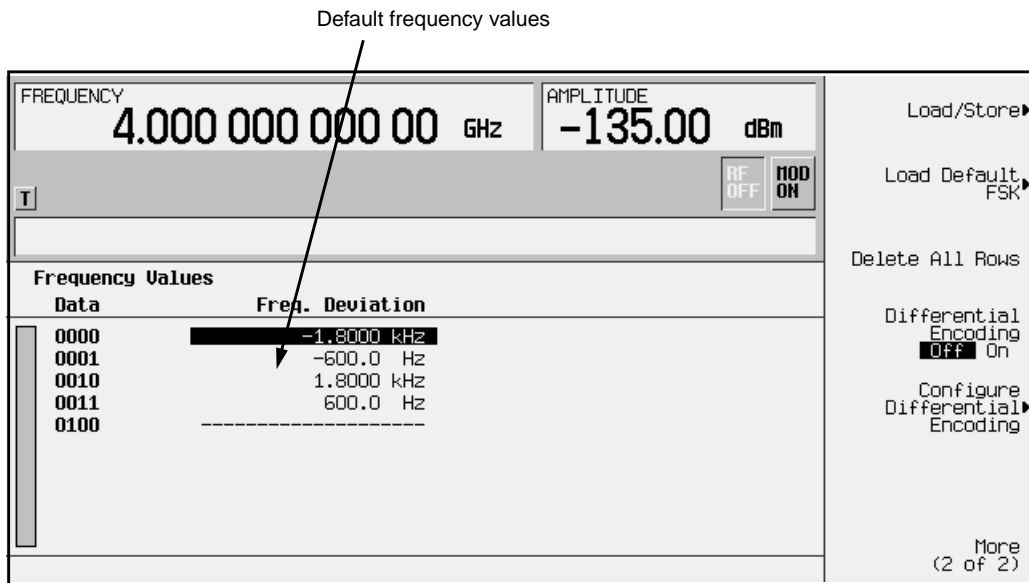 Default frequency values
FREQUENCY
4.000 000 000 00 GHz
AMPLITUDE
-135.00 dBm
T
RF
OFF
MOD
ON
Frequency Values
Data Freq. Deviation
0000 -1.8000 kHz
0001 -600.0 Hz
0010 1.8000 kHz
0011 600.0 Hz
0100 --------------------
Load/Store
Load Default
FSK
Delete All Rows
Differential
Encoding
Off On
Configure
Differential
Encoding
More
(2 of 2)